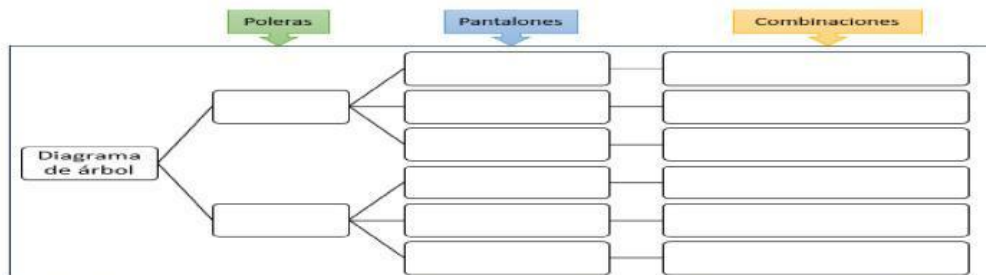 Poleras
Pantalones
Combinaciones
Diagrama
de árbol